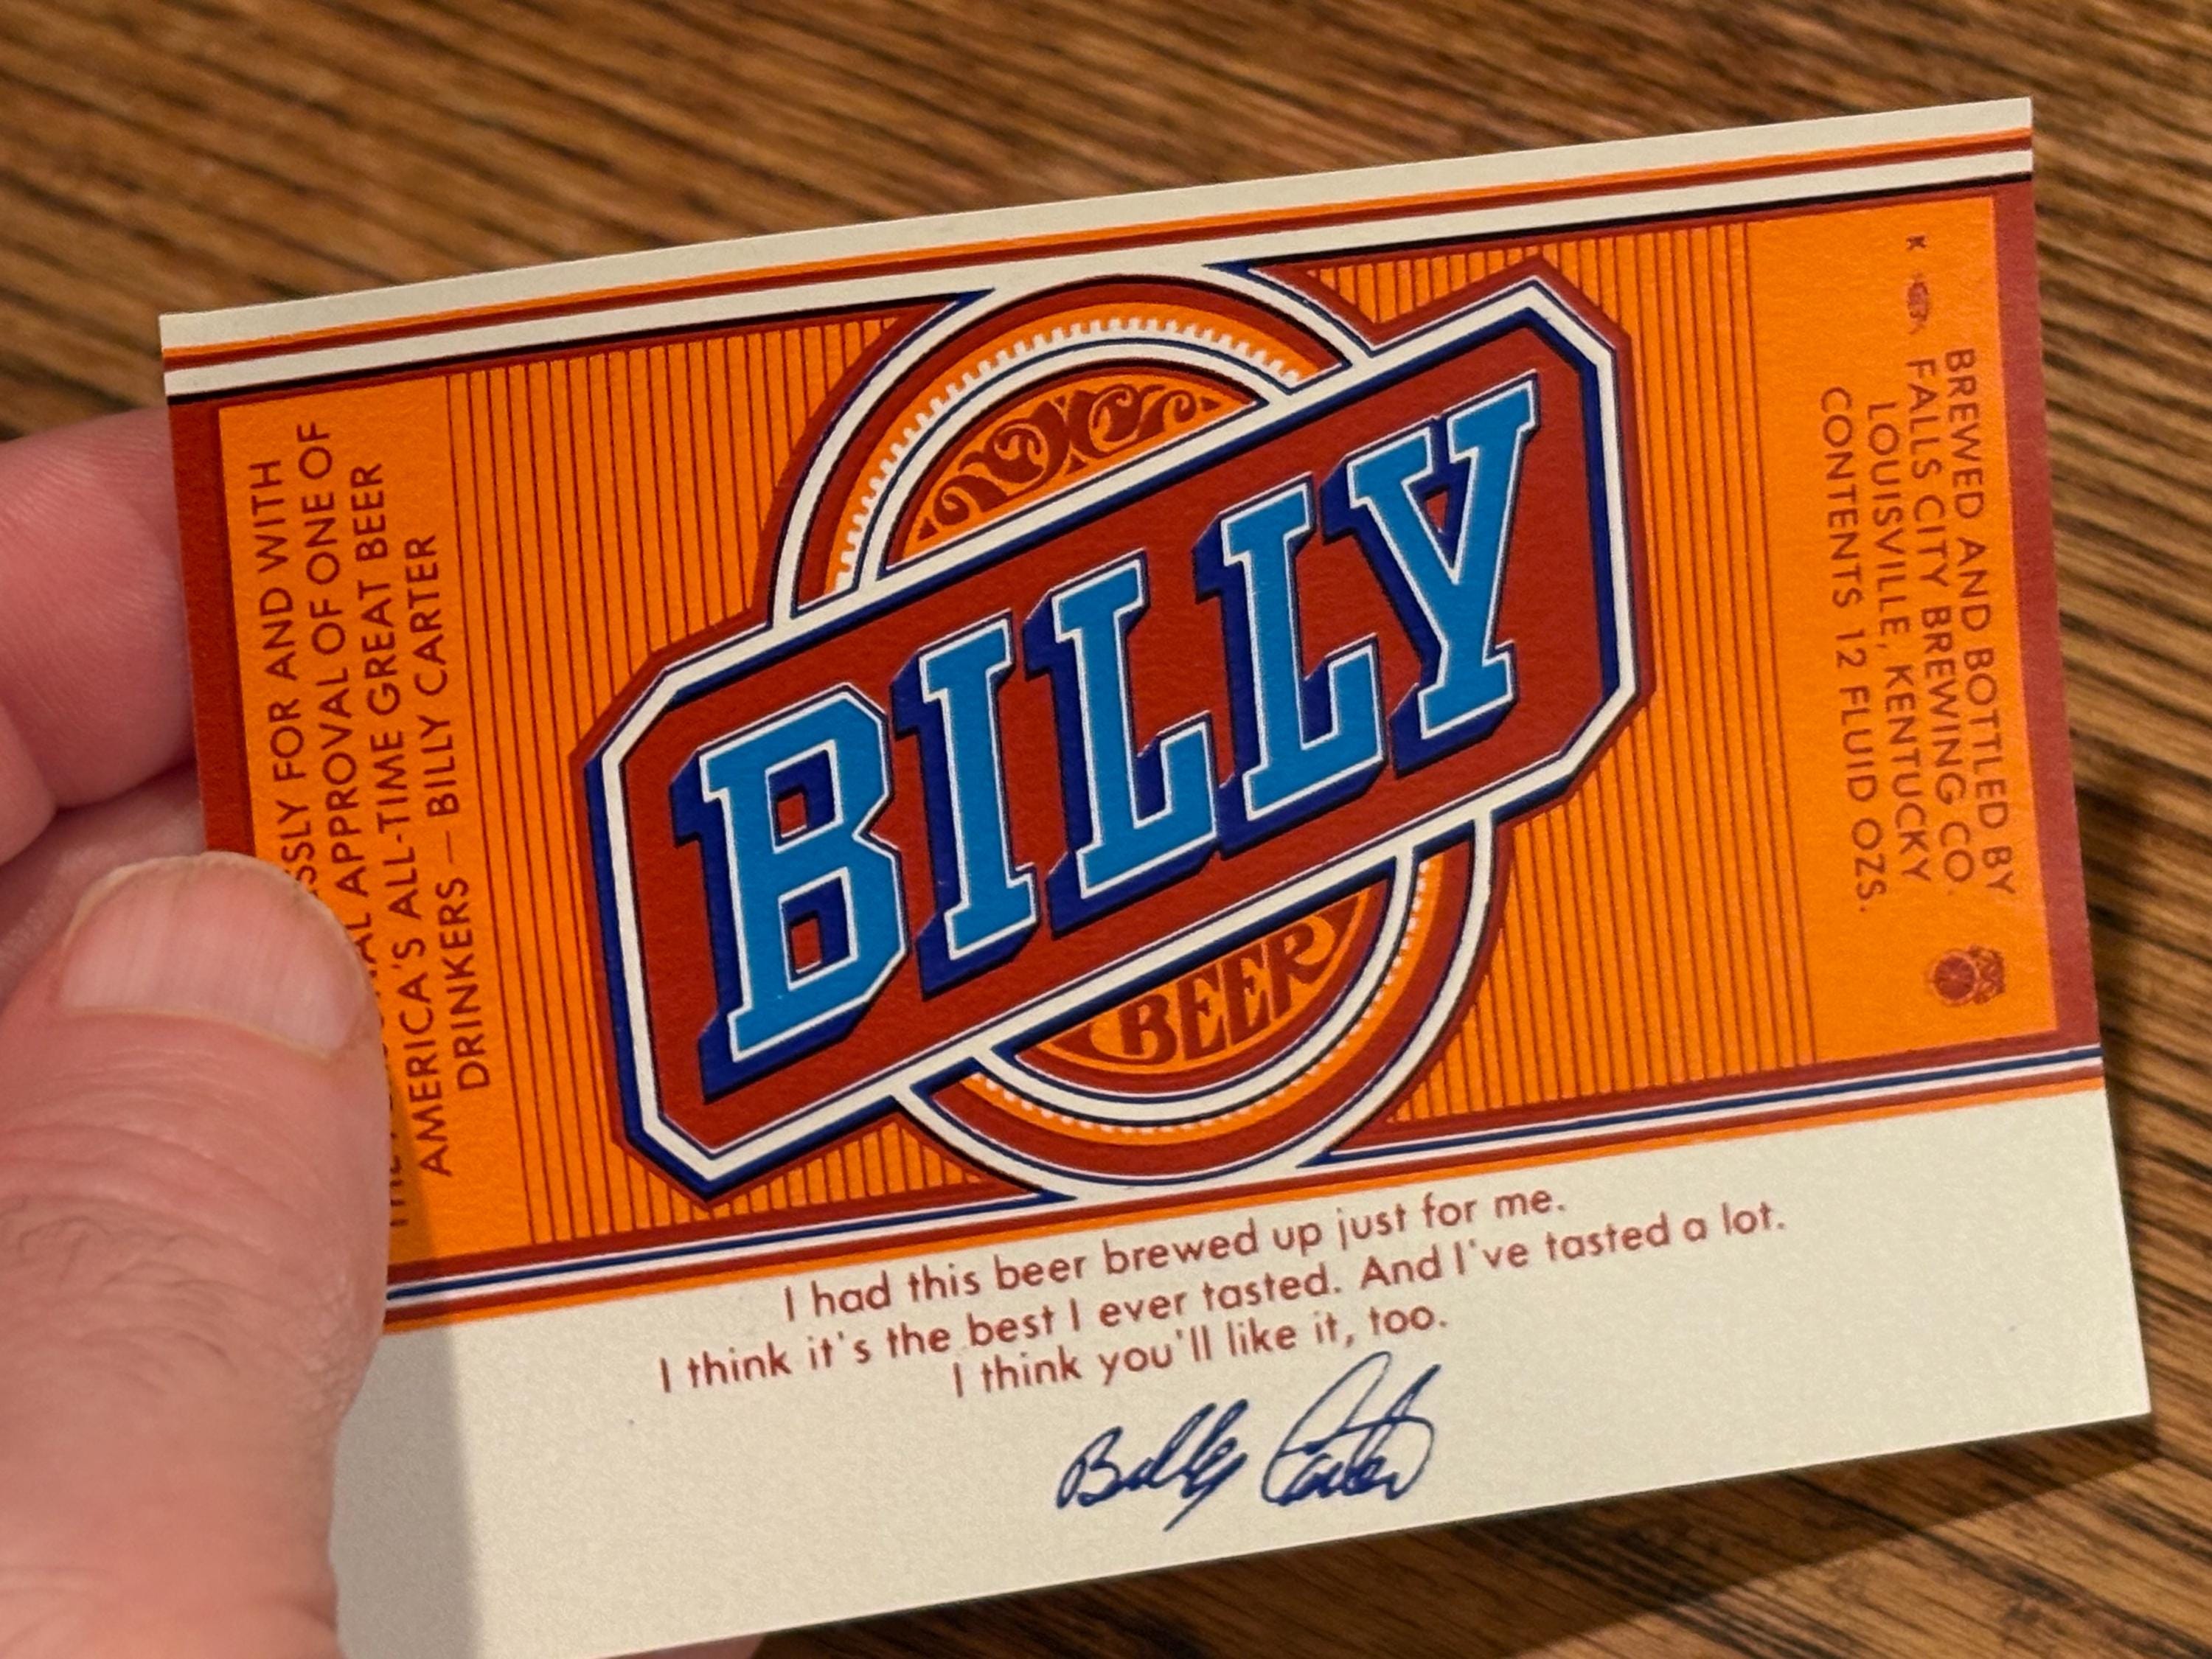 APPROVAL OF ONE OF
AMERICA'S ALL-TIME GREAT BEER
DRINKERS—BILLY CARTER
FOR AND WITH
BILLY
BEER
BREWED AND BOTTLED BY
FALLS CITY BREWING CO.
LOUISVILLE, KENTUCKY
CONTENTS 12 FLUID OZS.
I had this beer brewed up just for me.
I think it's the best I ever tasted. And I've tasted a lot.
I think you'll like it, too.
Billy Carter